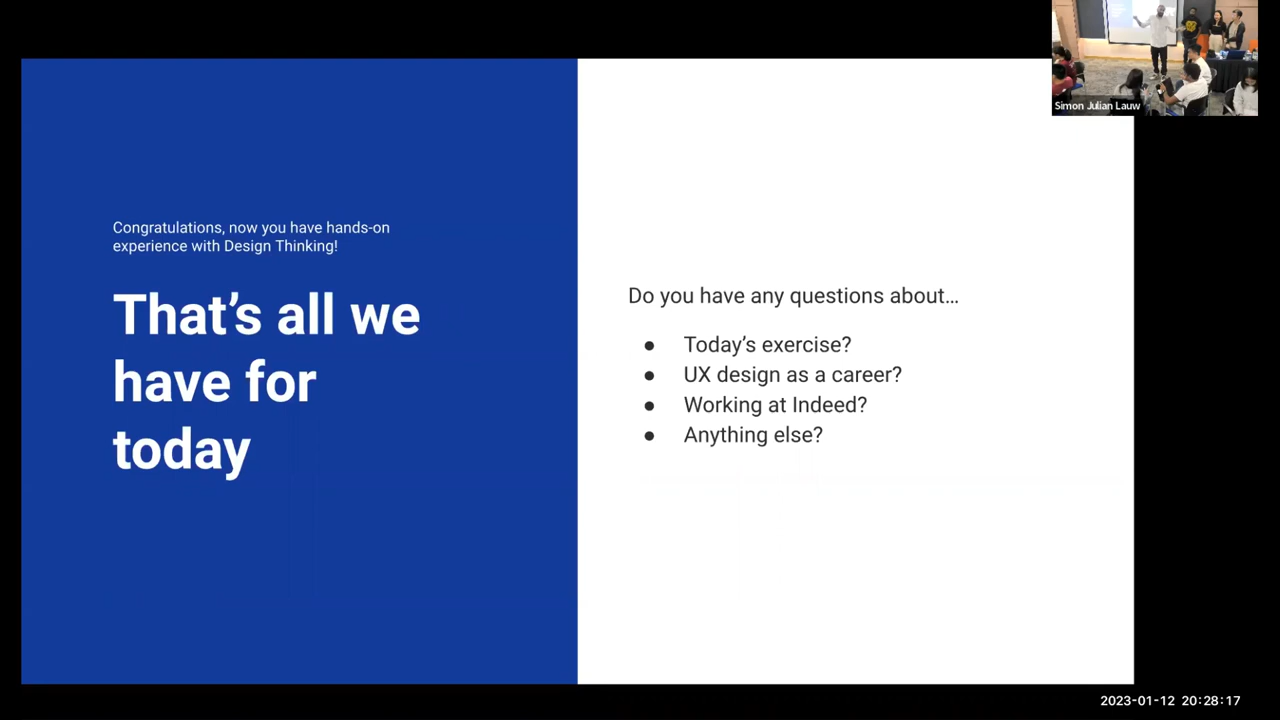 Simon Julian Lauw
Congratulations, now you have hands-on
experience with Design Thinking!
That’s all we
have for
today
Do you have any questions about…
● Today’s exercise?
● UX design as a career?
● Working at Indeed?
● Anything else?
2023-01-12 20:28:17